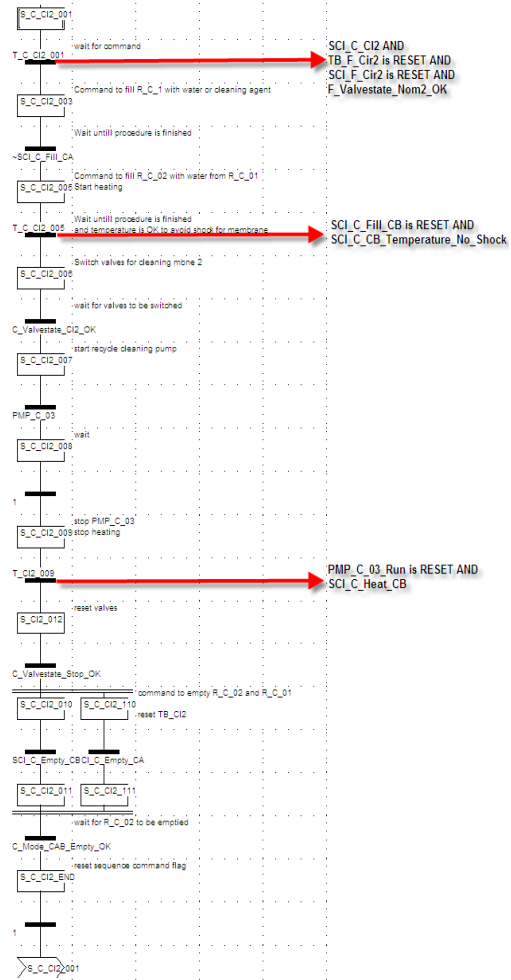 S_C_CI2_001
wait for command
T_C_CI2_001
SCI_C_CI2 AND
TB_F_Cir2 is RESET AND
SCI_F_Cir2 is RESET AND
F_Valvestate_Nom2_OK
Command to fill R_C_1 with water or cleaning agent
S_C_CI2_003
Wait untill procedure is finished
~SCI_C_Fill_CA
Command to fill R_C_02 with water from R_C_01
S_C_CI2_005 Start heating
Wait untill procedure is finished
T_C_CI2_005 and temperature is OK to avoid shock for membrane
SCI_C_Fill_CB is RESET AND
SCI_C_CB_Temperature_No_Shock
Switch valves for cleaning mbne 2
S_C_CI2_006
wait for valves to be switched
C_Valvestate_CI2_OK
start recycle cleaning pump
S_C_CI2_007
PMP_C_03
wait
S_C_CI2_008
1
stop PMP_C_03
S_C_CI2_009 stop heating
T_CI2_009
PMP_C_03_Run is RESET AND
SCI_C_Heat_CB
reset valves
S_CI2_012
C_Valvestate_Stop_OK
command to empty R_C_02 and R_C_01
S_C_CI2_010 S_C_CI2_110
reset TB_CI2
SCI_C_Empty_CB CI_C_Empty_CA
S_C_CI2_011 S_C_CI2_111
wait for R_C_02 to be emptied
C_Mode_CAB_Empty_OK
reset sequence command flag
S_C_CI2_END
1
S_C_CI2_001